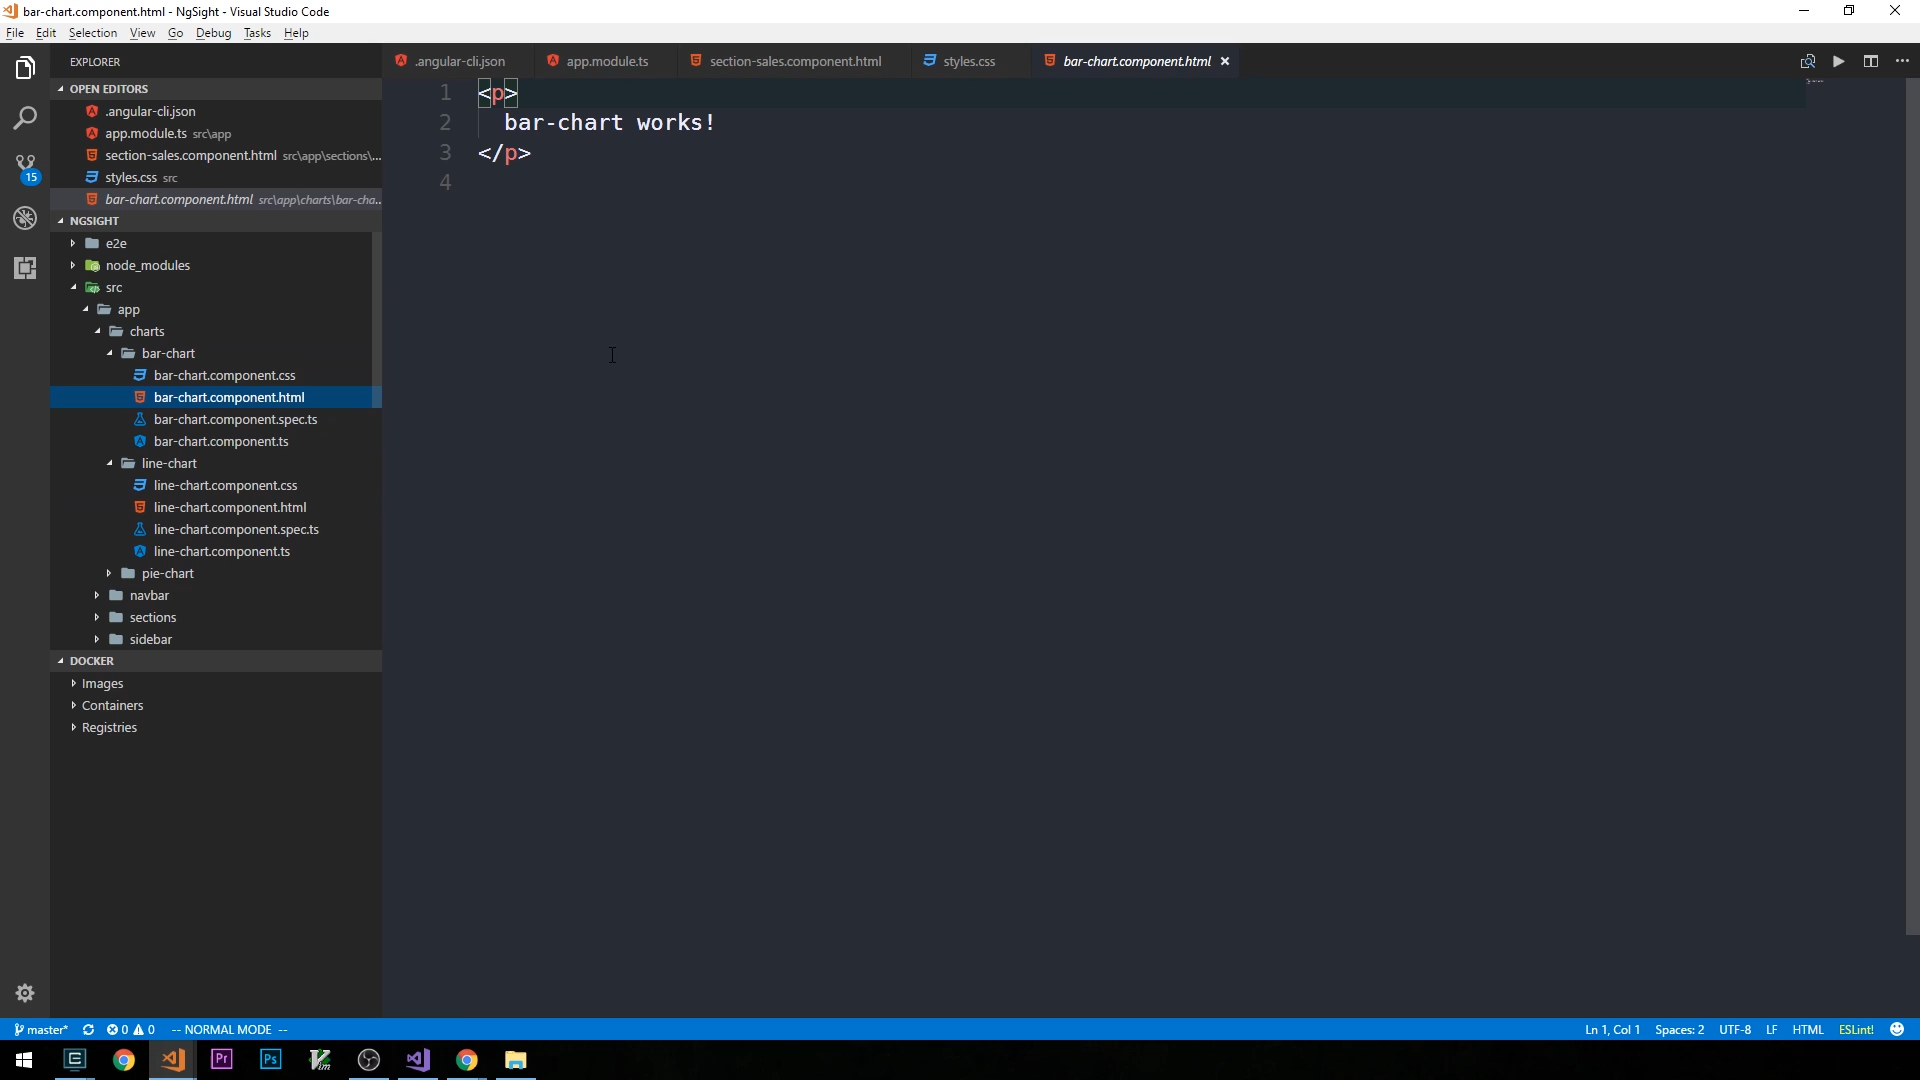 bar-chart.component.html - NgSight - Visual Studio Code
File Edit Selection View Go Debug Tasks Help
EXPLORER
OPEN EDITORS
.angular-cli.json
app.module.ts src\app
section-sales.component.html src\app\sections\...
styles.css src
bar-chart.component.html src\app\charts\bar-cha...
NGSIGHT
e2e
node_modules
src
app
charts
bar-chart
bar-chart.component.css
bar-chart.component.html
bar-chart.component.spec.ts
bar-chart.component.ts
line-chart
line-chart.component.css
line-chart.component.html
line-chart.component.spec.ts
line-chart.component.ts
pie-chart
navbar
sections
sidebar
DOCKER
Images
Containers
Registries
15
.angular-cli.json app.module.ts section-sales.component.html styles.css bar-chart.component.html
1 <p>
2 bar-chart works!
3 </p>
4
master* 0 0 -- NORMAL MODE -- Ln 1, Col 1 Spaces: 2 UTF-8 LF HTML ESLint!
Pr Ps Vim